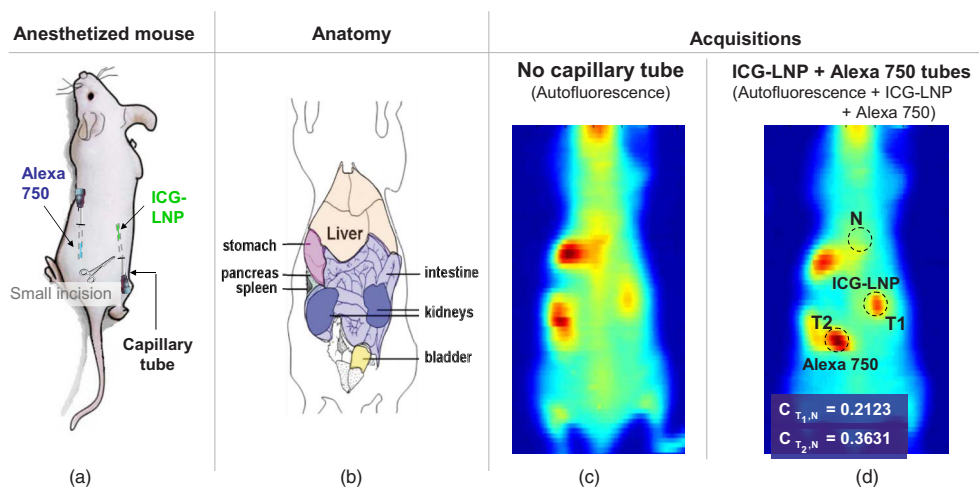 Anesthetized mouse
Anatomy
Acquisitions
No capillary tube
(Autofluorescence)
ICG-LNP + Alexa 750 tubes
(Autofluorescence + ICG-LNP
+ Alexa 750)
Alexa
750
ICG-
LNP
Small incision
Capillary
tube
Liver
stomach
pancreas
spleen
intestine
kidneys
bladder
N
ICG-LNP
T1
T2
Alexa 750
C T1,N = 0.2123
C T2,N = 0.3631
(a)
(b)
(c)
(d)